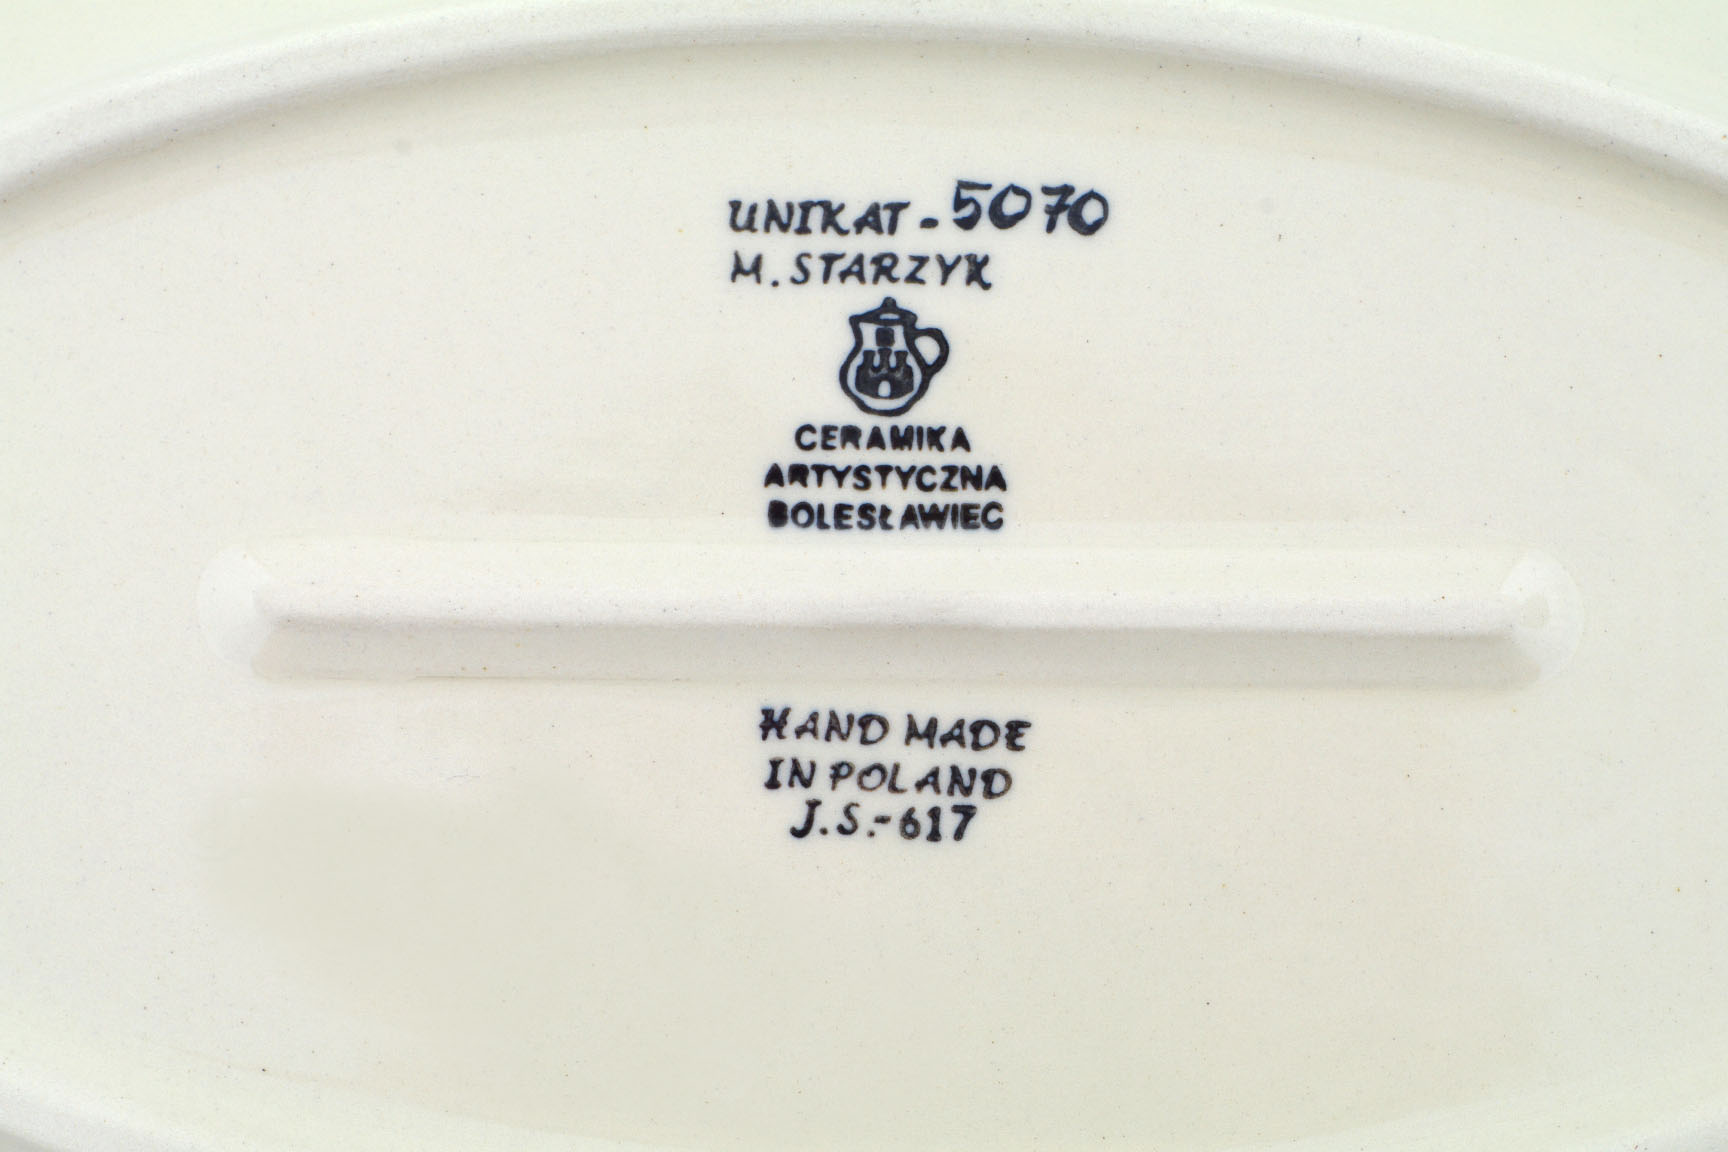 UNIKAT - 5070
M. STARZYK
CERAMIKA
ARTYSTYCZNA
BOLESŁAWIEC
HAND MADE
IN POLAND
J.S.-617